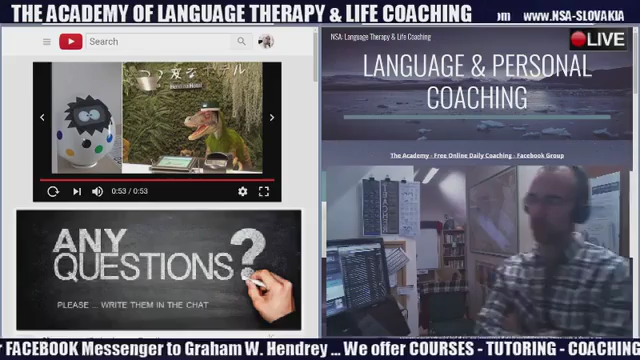 THE ACADEMY OF LANGUAGE THERAPY & LIFE COACHING
om www.NSA-SLOVAKIA
Search
0:53 / 0:53
ANY
QUESTIONS?
PLEASE ... WRITE THEM IN THE CHAT
NSA: Language Therapy & Life Coaching
LIVE
LANGUAGE & PERSONAL
COACHING
The Academy - Free Online Daily Coaching - Facebook Group
r FACEBOOK Messenger to Graham W. Hendrey ... We offer COURSES - TUTORING - COACHING